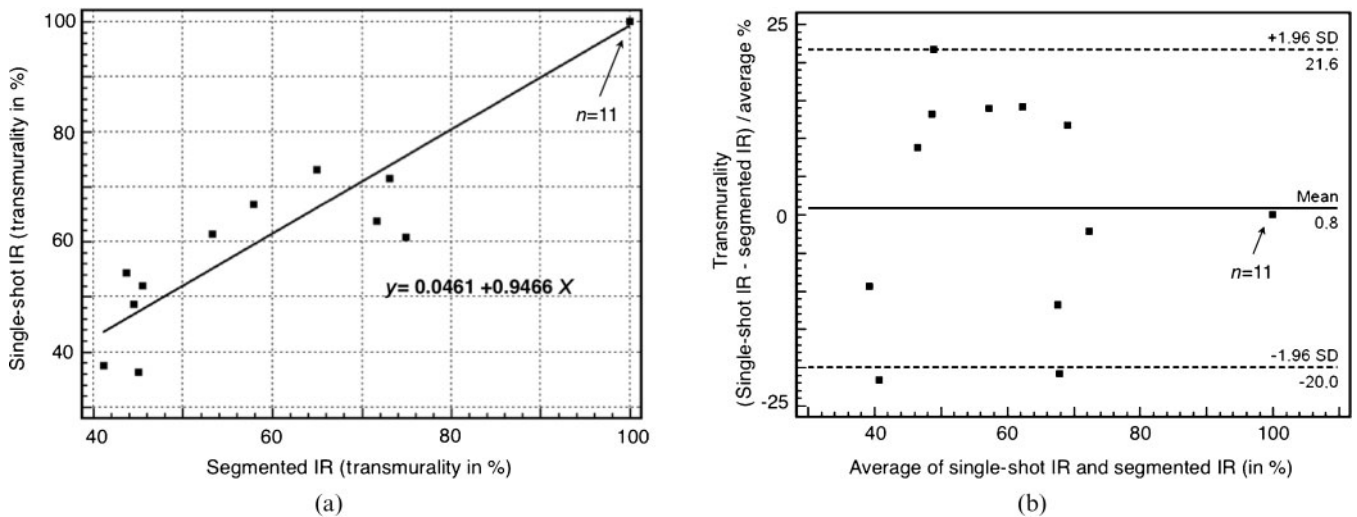 100
80
60
40
Single-shot IR (transmurality in %)
n=11
y= 0.0461 +0.9466 X
40
60
80
100
Segmented IR (transmurality in %)
(a)
25
0
-25
Transmurality
(Single-shot IR - segmented IR) / average %
+1.96 SD
21.6
Mean
0.8
n=11
-1.96 SD
-20.0
40
60
80
100
Average of single-shot IR and segmented IR (in %)
(b)